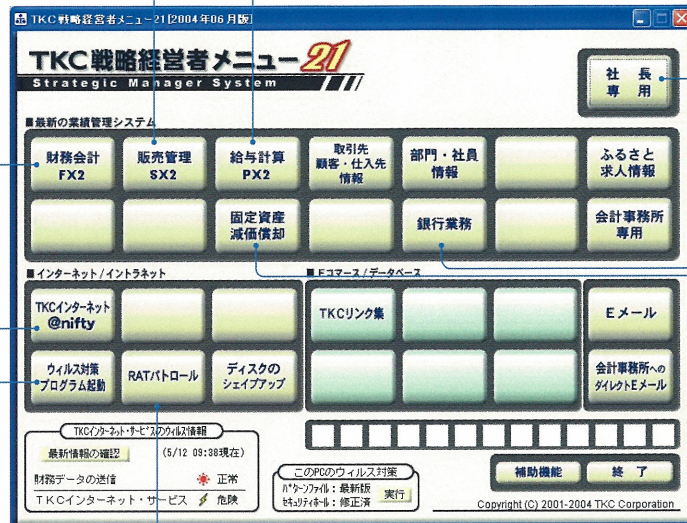 TKC戦略経営者メニュー21[2004年06月版]
TKC戦略経営者メニュー21
Strategic Manager System
社 長
専 用
■最新の業績管理システム
財務会計
FX2
販売管理
SX2
給与計算
PX2
取引先
顧客・仕入先
情報
部門・社員
情報
ふるさと
求人情報
固定資産
減価償却
銀行業務
会計事務所
専用
■インターネット/イントラネット
TKCインターネット
@nifty
ウィルス対策
プログラム起動
RATパトロール
ディスクの
シェイプアップ
■Eコマース/データベース
TKCリンク集
Eメール
会計事務所への
ダイレクトEメール
TKCインターネット・サービスのウィルス情報
最新情報の確認 (5/12 09:38現在)
財務データの送信 正常
TKCインターネット・サービス 危険
このPCのウィルス対策
パターンファイル：最新版
セキュリティホール：修正済
実行
補助機能
終 了
Copyright (C) 2001-2004 TKC Corporation